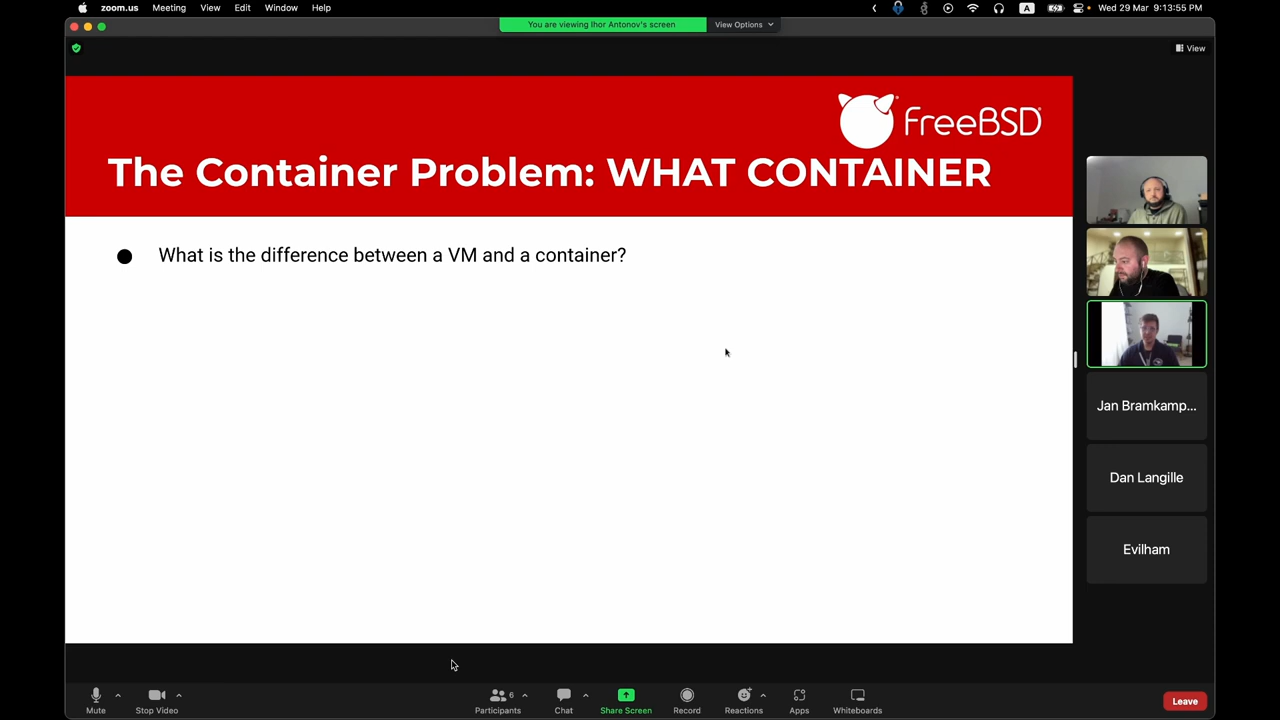 zoom.us Meeting View Edit Window Help
A
Wed 29 Mar 9:13:55 PM
You are viewing Ihor Antonov's screen
View Options
View
FreeBSD
The Container Problem: WHAT CONTAINER
● What is the difference between a VM and a container?
Jan Bramkamp...
Dan Langille
Evilham
Mute
Stop Video
6
Participants
Chat
Share Screen
Record
Reactions
Apps
Whiteboards
Leave